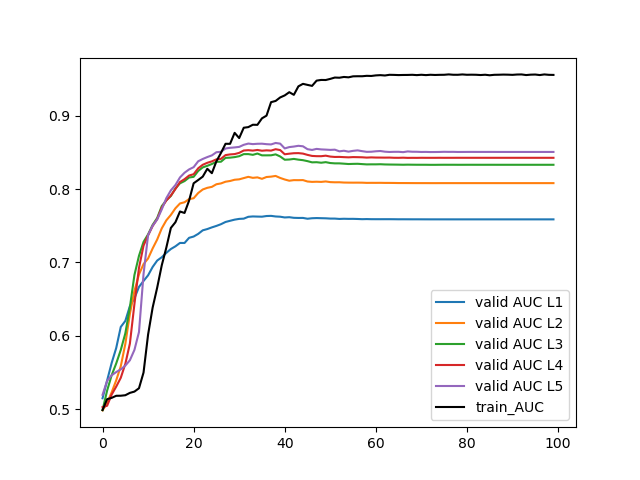 0.9
0.8
0.7
0.6
0.5
0 20 40 60 80 100
valid AUC L1
valid AUC L2
valid AUC L3
valid AUC L4
valid AUC L5
train_AUC